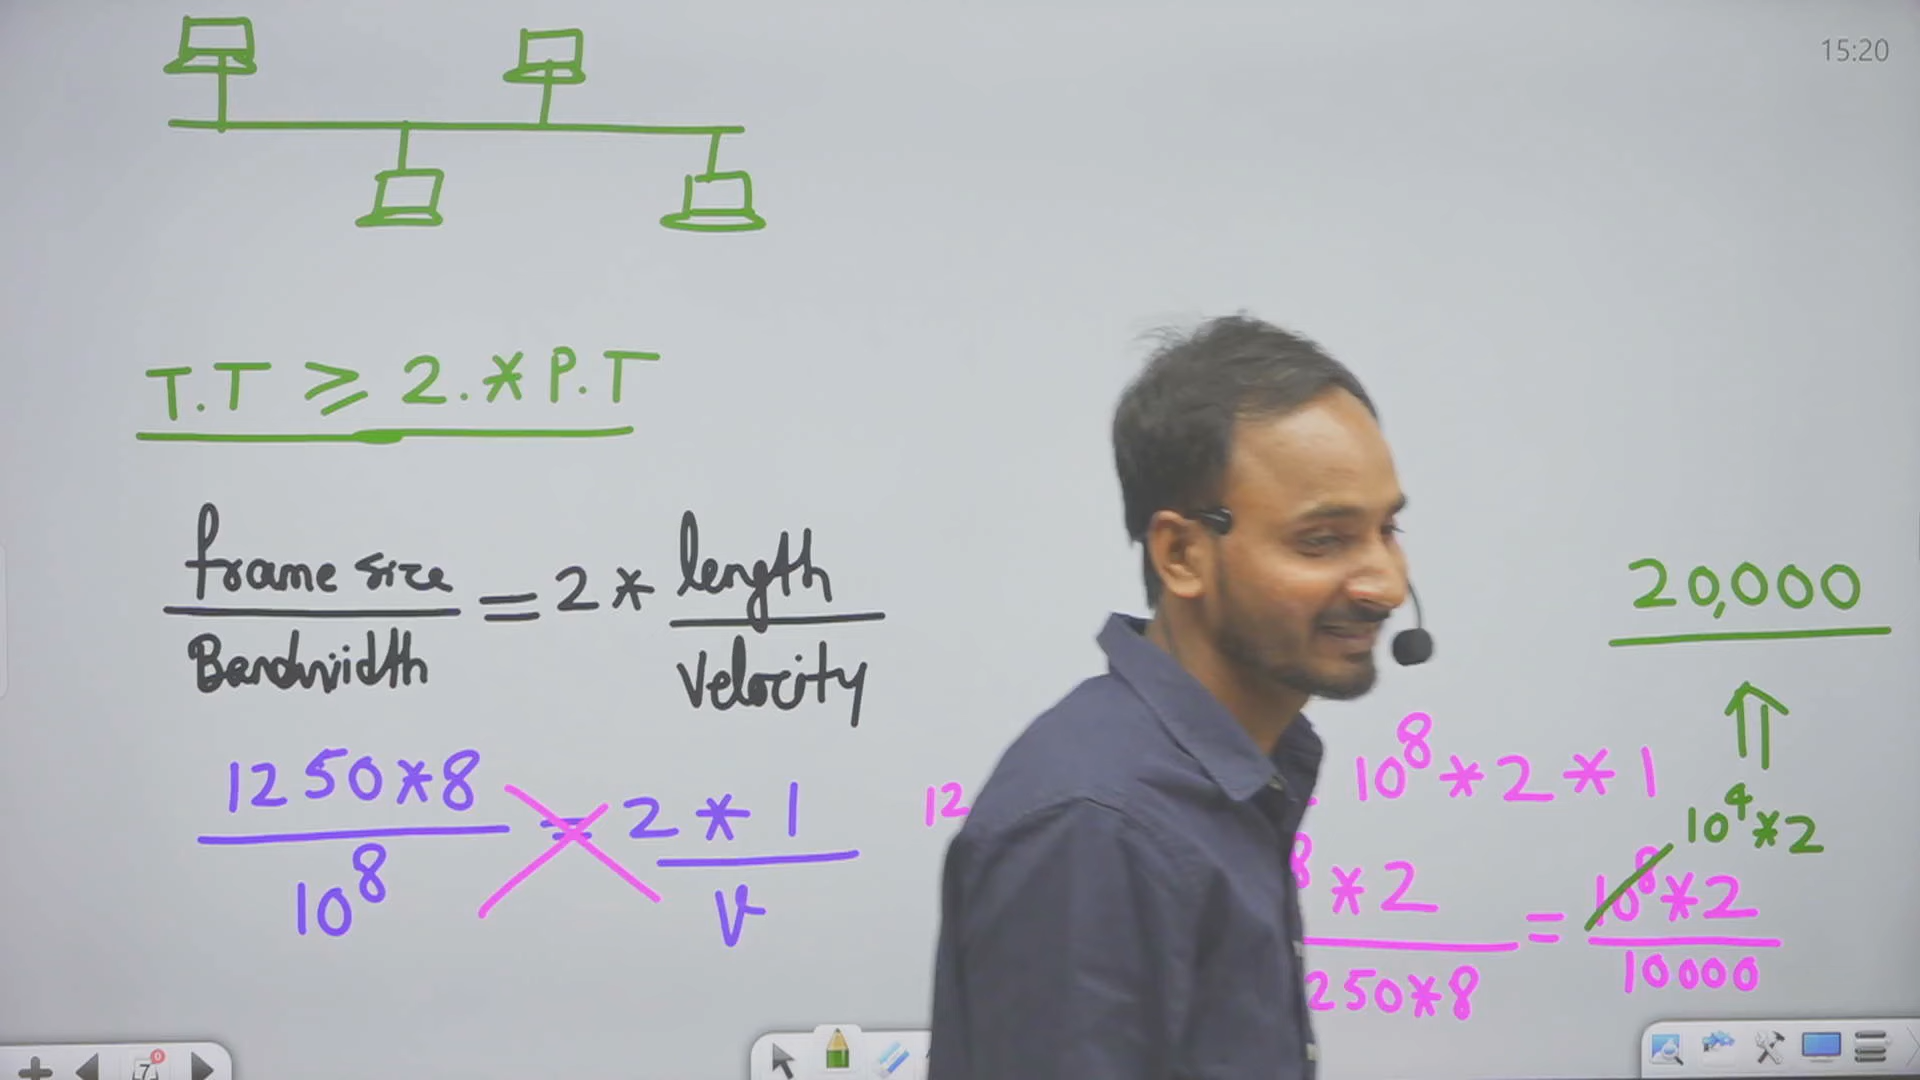 15:20
T.T ⩾ 2.*P.T
frame size
Bandwidth
= 2 *
length
Velocity
1250*8
10^8
= 2 * 1
V
12
10^8 * 2 * 1
8 * 2
250*8
=
10^8*2
10000
10^4*2
20,000